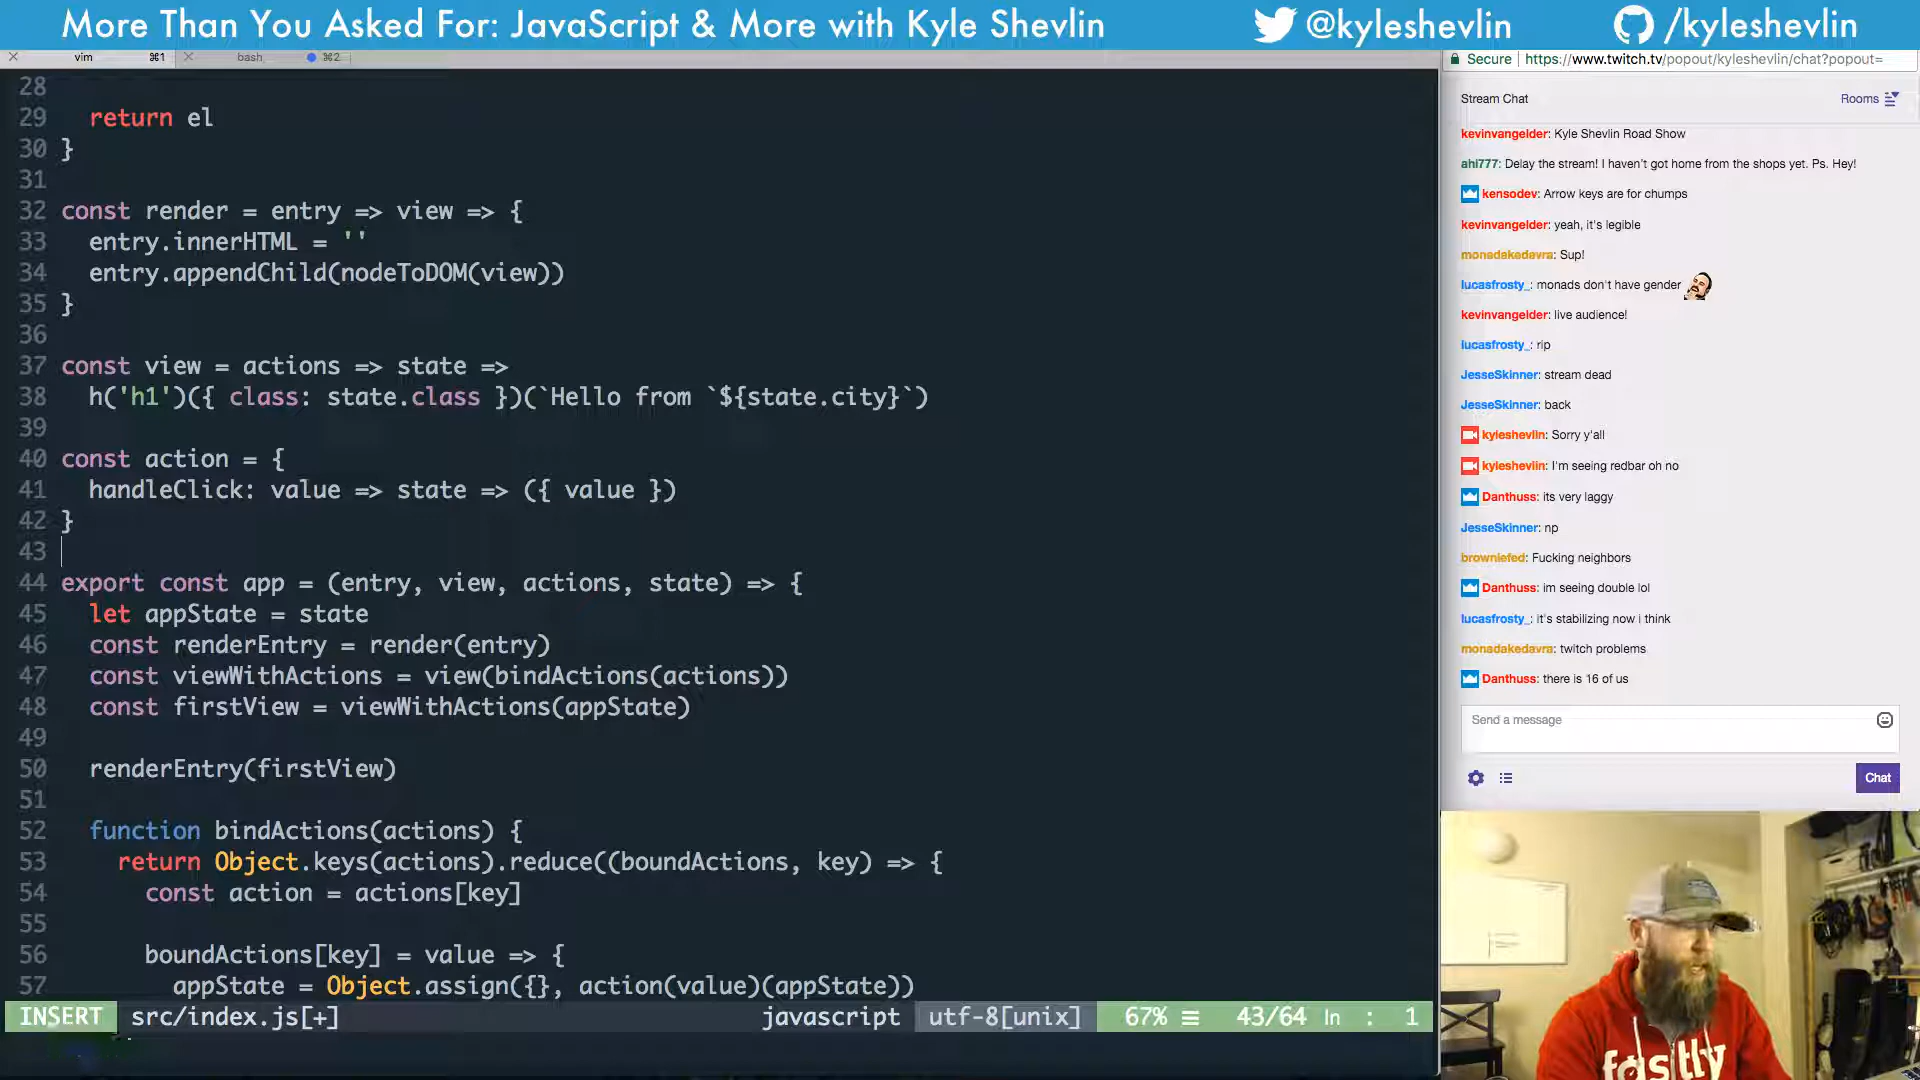 More Than You Asked For: JavaScript & More with Kyle Shevlin
@kyleshevlin
/kyleshevlin
vim ⌘1
bash ⌘2
28
29 return el
30 }
31
32 const render = entry => view => {
33 entry.innerHTML = ''
34 entry.appendChild(nodeToDOM(view))
35 }
36
37 const view = actions => state =>
38 h('h1')({ class: state.class })(`Hello from `${state.city}`)
39
40 const action = {
41 handleClick: value => state => ({ value })
42 }
43
44 export const app = (entry, view, actions, state) => {
45 let appState = state
46 const renderEntry = render(entry)
47 const viewWithActions = view(bindActions(actions))
48 const firstView = viewWithActions(appState)
49
50 renderEntry(firstView)
51
52 function bindActions(actions) {
53 return Object.keys(actions).reduce((boundActions, key) => {
54 const action = actions[key]
55
56 boundActions[key] = value => {
57 appState = Object.assign({}, action(value)(appState))
INSERT src/index.js[+] javascript utf-8[unix] 67% ≡ 43/64 ln : 1
Secure https://www.twitch.tv/popout/kyleshevlin/chat?popout=
Stream Chat Rooms
kevinvangelder: Kyle Shevlin Road Show
ahi777: Delay the stream! I haven't got home from the shops yet. Ps. Hey!
kensodev: Arrow keys are for chumps
kevinvangelder: yeah, it's legible
monadakedavra: Sup!
lucasfrosty_: monads don't have gender
kevinvangelder: live audience!
lucasfrosty_: rip
JesseSkinner: stream dead
JesseSkinner: back
kyleshevlin: Sorry y'all
kyleshevlin: I'm seeing redbar oh no
Danthuss: its very laggy
JesseSkinner: np
browniefed: Fucking neighbors
Danthuss: im seeing double lol
lucasfrosty_: it's stabilizing now i think
monadakedavra: twitch problems
Danthuss: there is 16 of us
Send a message
Chat
fastly